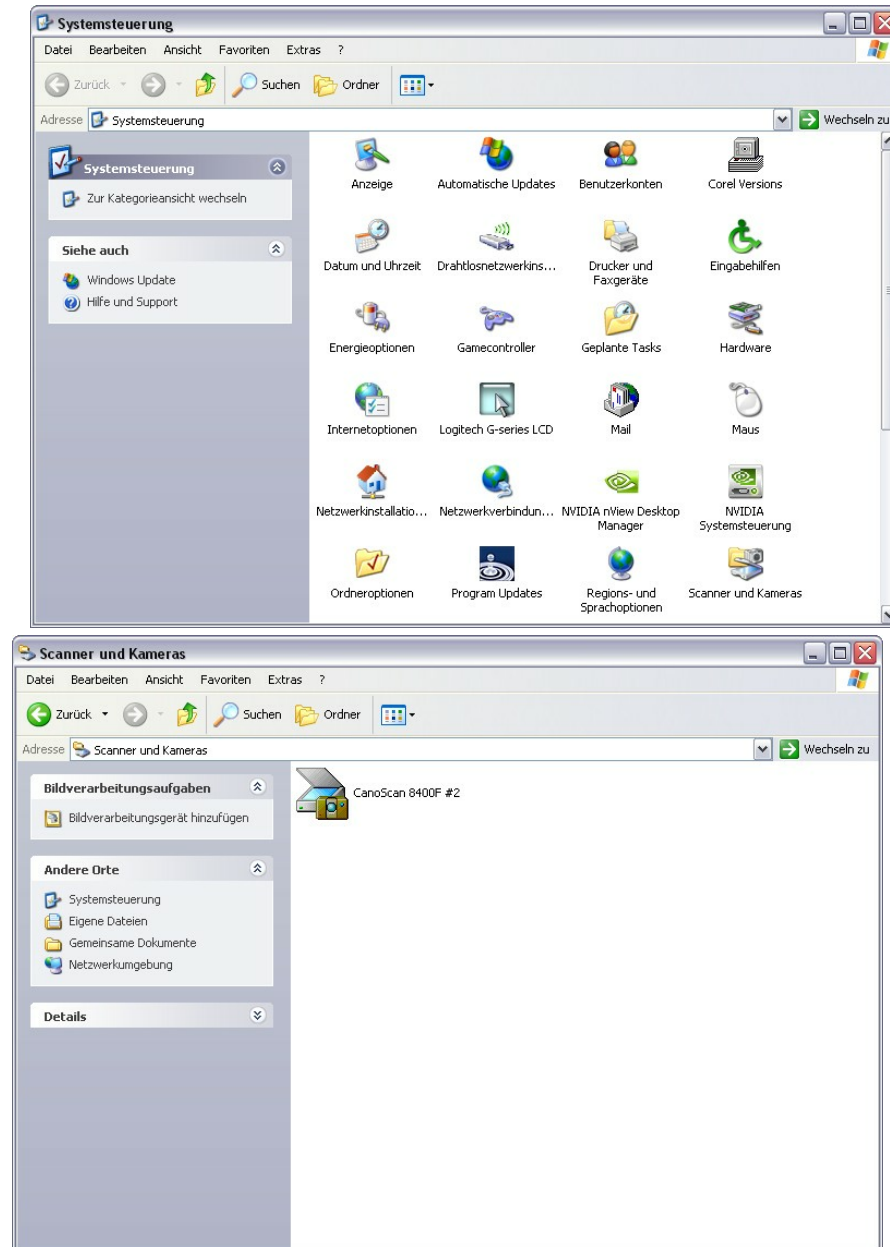 Systemsteuerung
Datei Bearbeiten Ansicht Favoriten Extras ?
Zurück Suchen Ordner
Adresse Systemsteuerung Wechseln zu
Systemsteuerung
Zur Kategorieansicht wechseln
Siehe auch
Windows Update
Hilfe und Support
Anzeige Automatische Updates Benutzerkonten Corel Versions
Datum und Uhrzeit Drahtlosnetzwerkins... Drucker und Faxgeräte Eingabehilfen
Energieoptionen Gamecontroller Geplante Tasks Hardware
Internetoptionen Logitech G-series LCD Mail Maus
Netzwerkinstallatio... Netzwerkverbindun... NVIDIA nView Desktop Manager NVIDIA Systemsteuerung
Ordneroptionen Program Updates Regions- und Sprachoptionen Scanner und Kameras
Scanner und Kameras
Datei Bearbeiten Ansicht Favoriten Extras ?
Zurück Suchen Ordner
Adresse Scanner und Kameras Wechseln zu
Bildverarbeitungsaufgaben
Bildverarbeitungsgerät hinzufügen
Andere Orte
Systemsteuerung
Eigene Dateien
Gemeinsame Dokumente
Netzwerkumgebung
Details
CanoScan 8400F #2